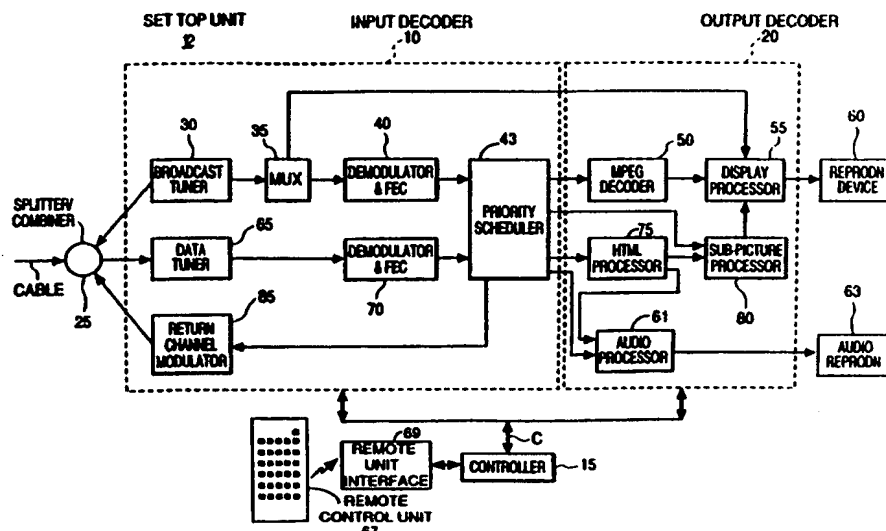 SET TOP UNIT
12
INPUT DECODER
10
OUTPUT DECODER
20
30
35
40
43
50
55
60
BROADCAST
TUNER
MUX
DEMODULATOR
& FEC
PRIORITY
SCHEDULER
MPEG
DECODER
DISPLAY
PROCESSOR
REPRODN
DEVICE
SPLITTER/
COMBINER
65
DATA
TUNER
DEMODULATOR
& FEC
70
75
HTML
PROCESSOR
SUB-PICTURE
PROCESSOR
80
CABLE
25
85
RETURN
CHANNEL
MODULATOR
61
AUDIO
PROCESSOR
63
AUDIO
REPRODN
69
REMOTE
UNIT
INTERFACE
C
CONTROLLER
15
REMOTE
CONTROL UNIT
67